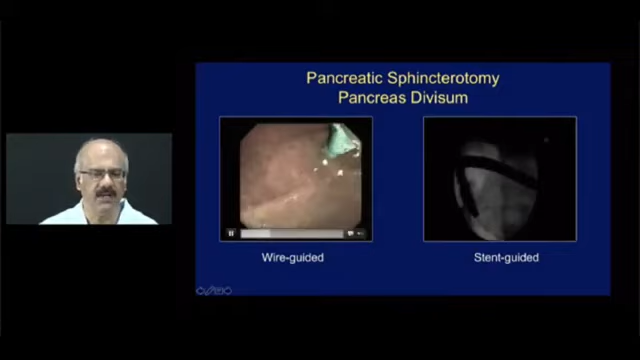 Pancreatic Sphincterotomy
Pancreas Divisum
Wire-guided
Stent-guided